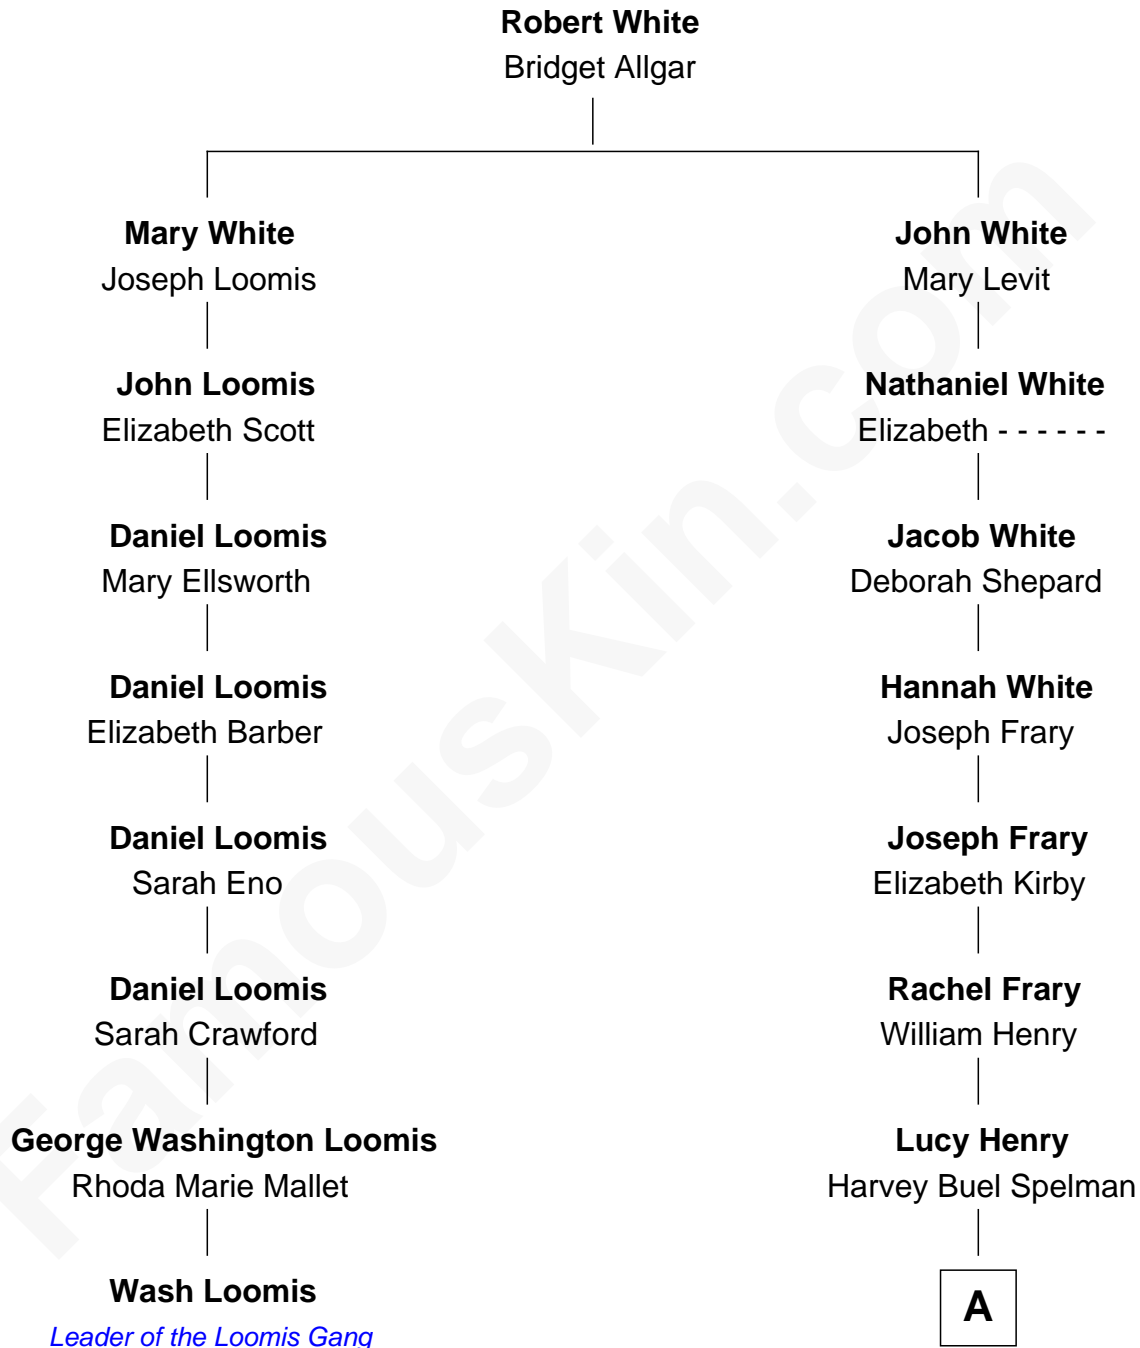 Robert White
Bridget Allgar
Mary White
Joseph Loomis
John Loomis
Elizabeth Scott
Daniel Loomis
Mary Ellsworth
Daniel Loomis
Elizabeth Barber
Daniel Loomis
Sarah Eno
Daniel Loomis
Sarah Crawford
George Washington Loomis
Rhoda Marie Mallet
Wash Loomis
Leader of the Loomis Gang
John White
Mary Levit
Nathaniel White
Elizabeth - - - - - -
Jacob White
Deborah Shepard
Hannah White
Joseph Frary
Joseph Frary
Elizabeth Kirby
Rachel Frary
William Henry
Lucy Henry
Harvey Buel Spelman
A
FamousKin.com